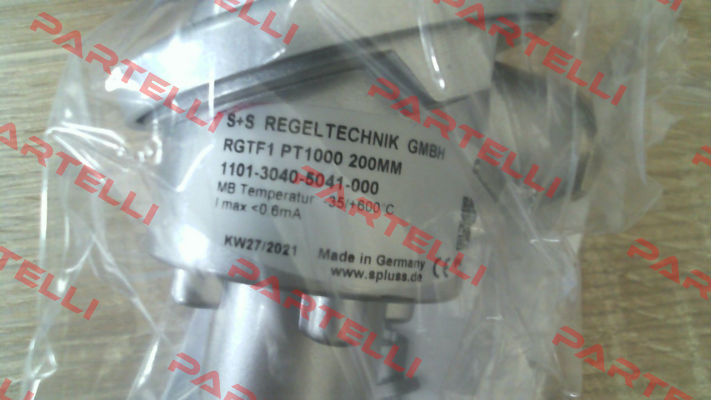 S+S REGELTECHNIK GMBH
RGTF1 PT1000 200MM
1101-3040-5041-000
MB Temperatur -35/+600°C
I max <0.6mA
KW27/2021 Made in Germany CE
www.spluss.de
PARTELLI
PARTELLI
PARTELLI
PARTELLI
PARTELLI
PARTELLI
PARTELLI
PARTELLI
PARTELLI